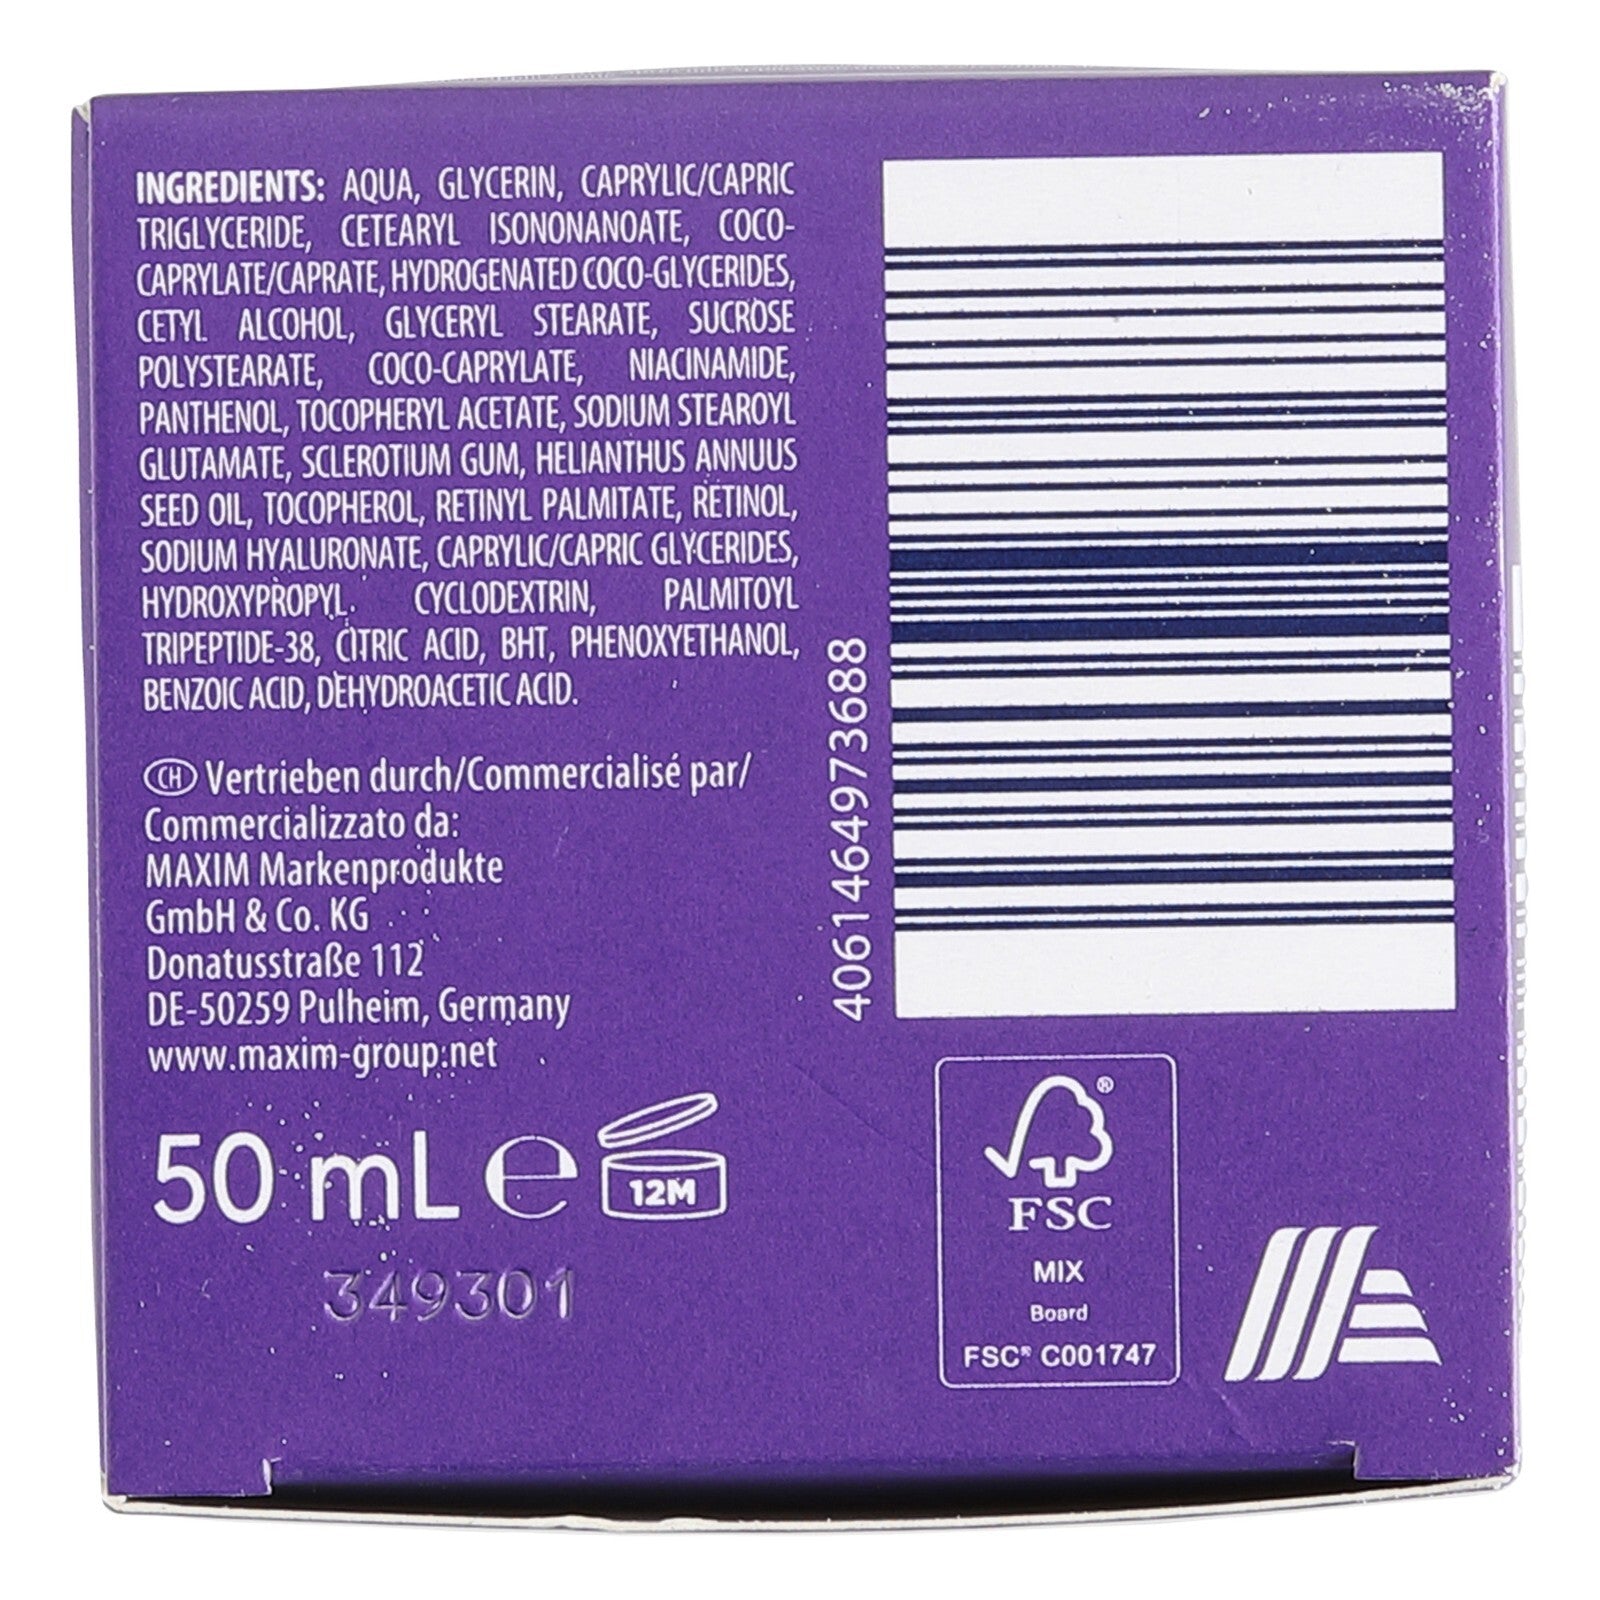 INGREDIENTS: AQUA, GLYCERIN, CAPRYLIC/CAPRIC
TRIGLYCERIDE, CETEARYL ISONONANOATE, COCO-
CAPRYLATE/CAPRATE, HYDROGENATED COCO-GLYCERIDES,
CETYL ALCOHOL, GLYCERYL STEARATE, SUCROSE
POLYSTEARATE, COCO-CAPRYLATE, NIACINAMIDE,
PANTHENOL, TOCOPHERYL ACETATE, SODIUM STEAROYL
GLUTAMATE, SCLEROTIUM GUM, HELIANTHUS ANNUUS
SEED OIL, TOCOPHEROL, RETINYL PALMITATE, RETINOL,
SODIUM HYALURONATE, CAPRYLIC/CAPRIC GLYCERIDES,
HYDROXYPROPYL CYCLODEXTRIN, PALMITOYL
TRIPEPTIDE-38, CITRIC ACID, BHT, PHENOXYETHANOL,
BENZOIC ACID, DEHYDROACETIC ACID.
CH Vertrieben durch/Commercialisé par/
Commercializzato da:
MAXIM Markenprodukte
GmbH & Co. KG
Donatusstraße 112
DE-50259 Pulheim, Germany
www.maxim-group.net
50 mL ℮ 12M
349301
4061464973688
®
FSC
MIX
Board
FSC® C001747